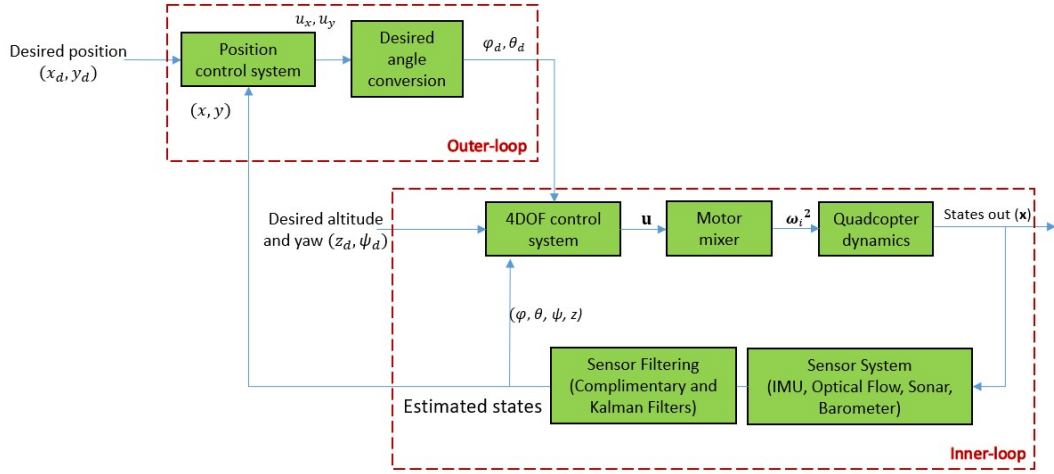 Desired position
(x_d, y_d)
Position
control system
u_x, u_y
Desired
angle
conversion
φ_d, θ_d
(x, y)
Outer-loop
Desired altitude
and yaw (z_d, ψ_d)
4DOF control
system
u
Motor
mixer
ω_i²
Quadcopter
dynamics
States out (x)
(φ, θ, ψ, z)
Estimated states
Sensor Filtering
(Complimentary and
Kalman Filters)
Sensor System
(IMU, Optical Flow, Sonar,
Barometer)
Inner-loop